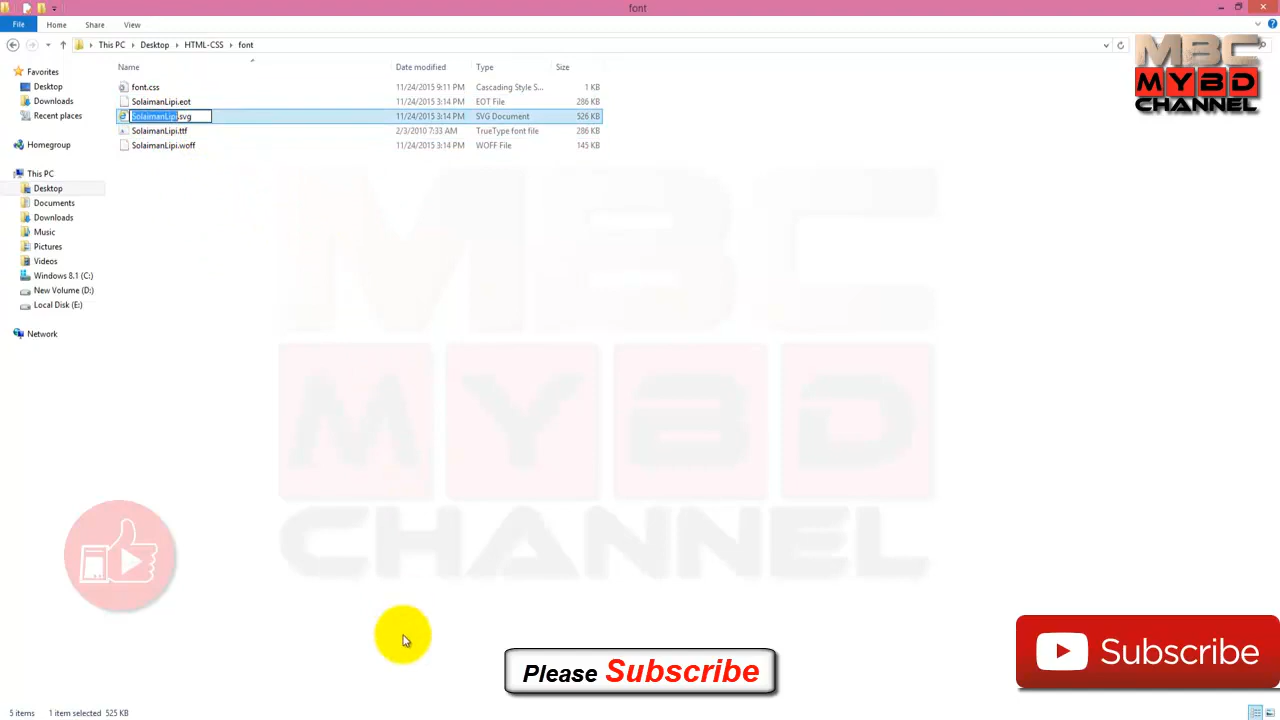 font
File Home Share View
This PC Desktop HTML-CSS font
Name Date modified Type Size
Favorites
Desktop
Downloads
Recent places
Homegroup
This PC
Desktop
Documents
Downloads
Music
Pictures
Videos
Windows 8.1 (C:)
New Volume (D:)
Local Disk (E:)
Network
font.css 11/24/2015 9:11 PM Cascading Style S... 1 KB
SolaimanLipi.eot 11/24/2015 3:14 PM EOT File 286 KB
SolaimanLipi.svg 11/24/2015 3:14 PM SVG Document 526 KB
SolaimanLipi.ttf 2/3/2010 7:33 AM TrueType font file 286 KB
SolaimanLipi.woff 11/24/2015 3:14 PM WOFF File 145 KB
MBC
MYBD
CHANNEL
MBC
MYBD
CHANNEL
Please Subscribe
Subscribe
5 items 1 item selected 525 KB